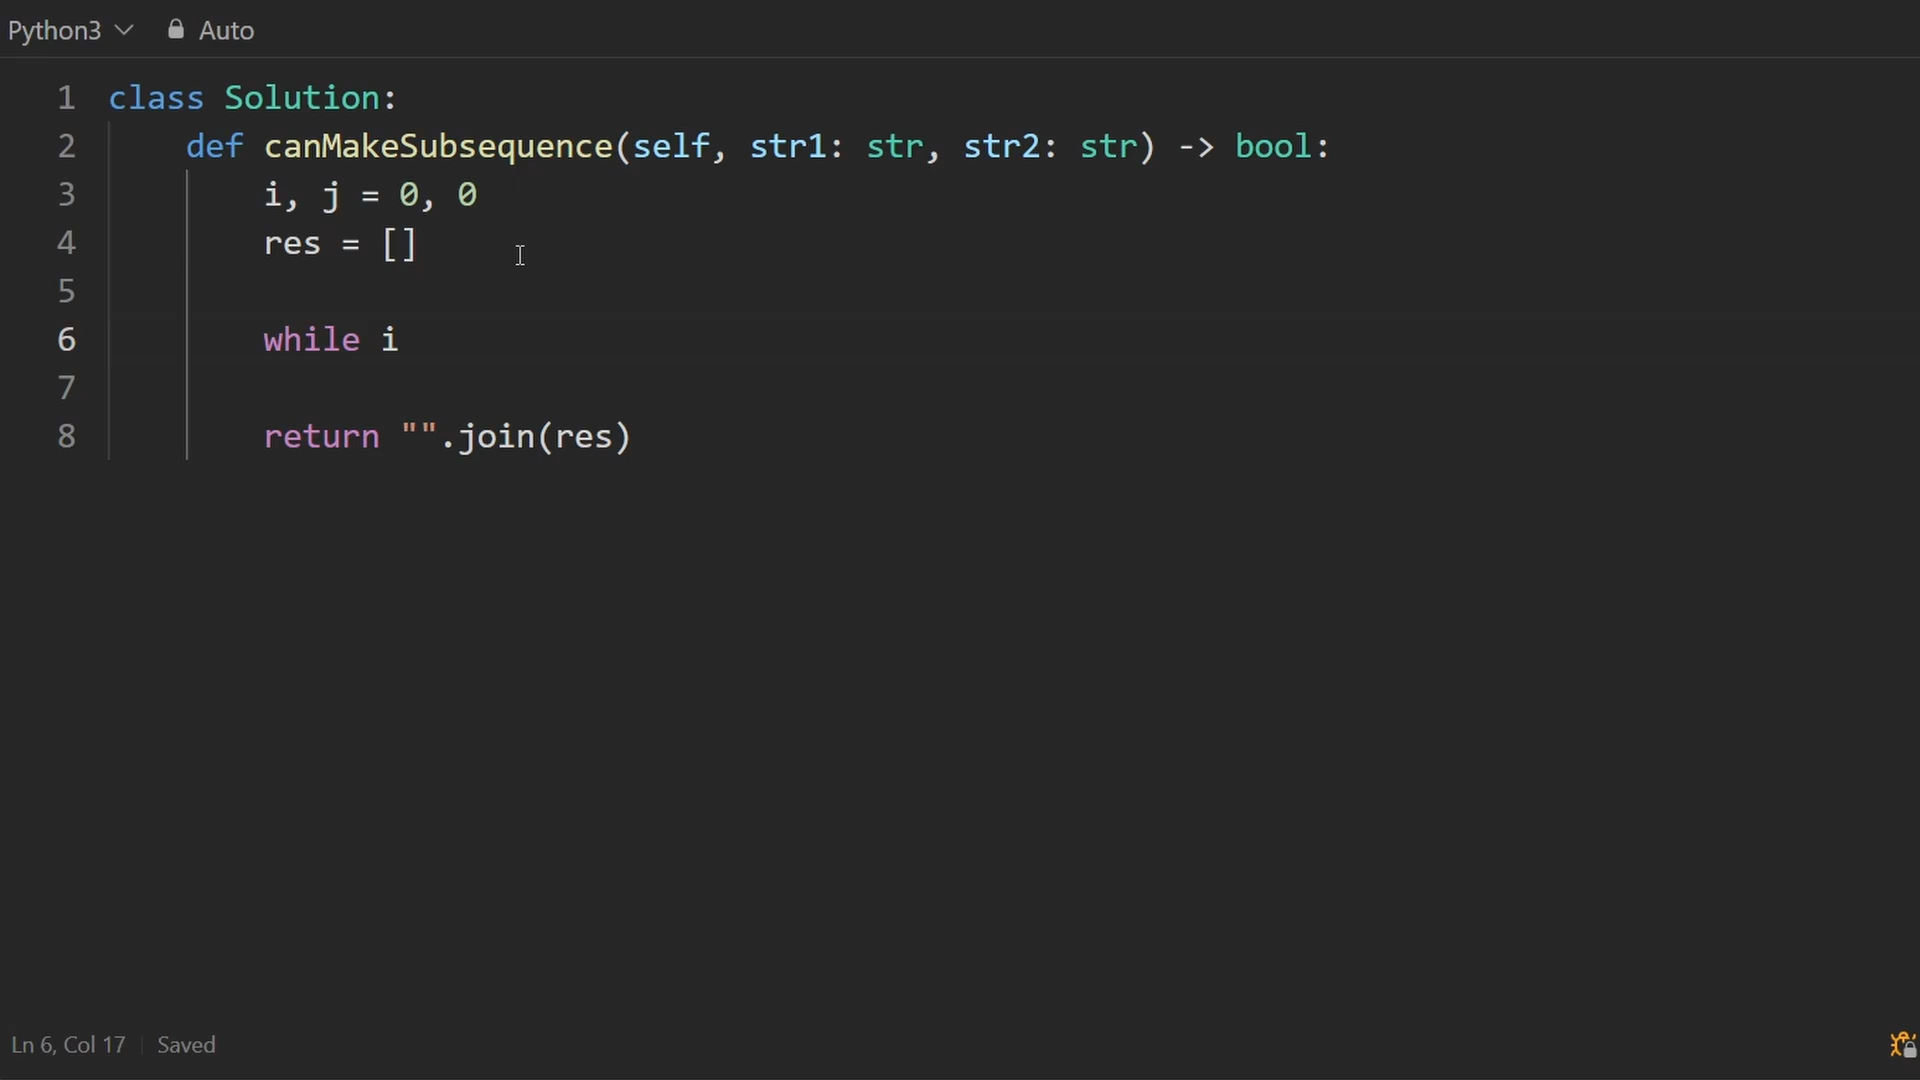 Python3 Auto
1 class Solution:
2 def canMakeSubsequence(self, str1: str, str2: str) -> bool:
3 i, j = 0, 0
4 res = []
5
6 while i
7
8 return "".join(res)
Ln 6, Col 17 Saved